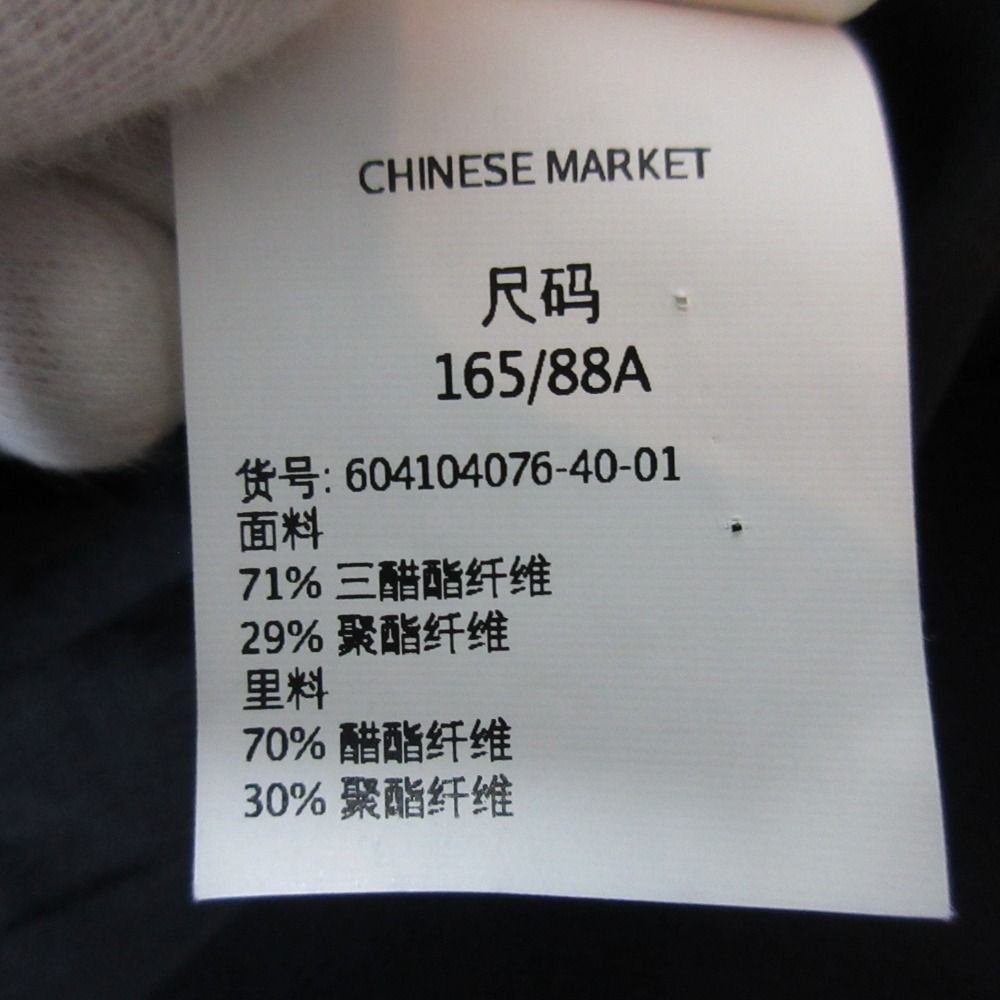 CHINESE MARKET
尺码
165/88A
货号: 604104076-40-01
面料
71% 三醋酯纤维
29% 聚酯纤维
里料
70% 醋酯纤维
30% 聚酯纤维